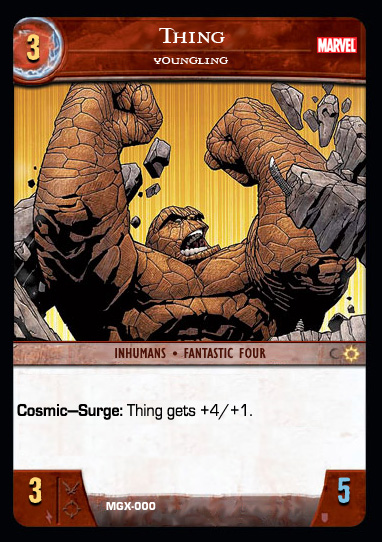 3
Thing
youngling
MARVEL
INHUMANS • FANTASTIC FOUR
Cosmic—Surge: Thing gets +4/+1.
3
MGX-000
5